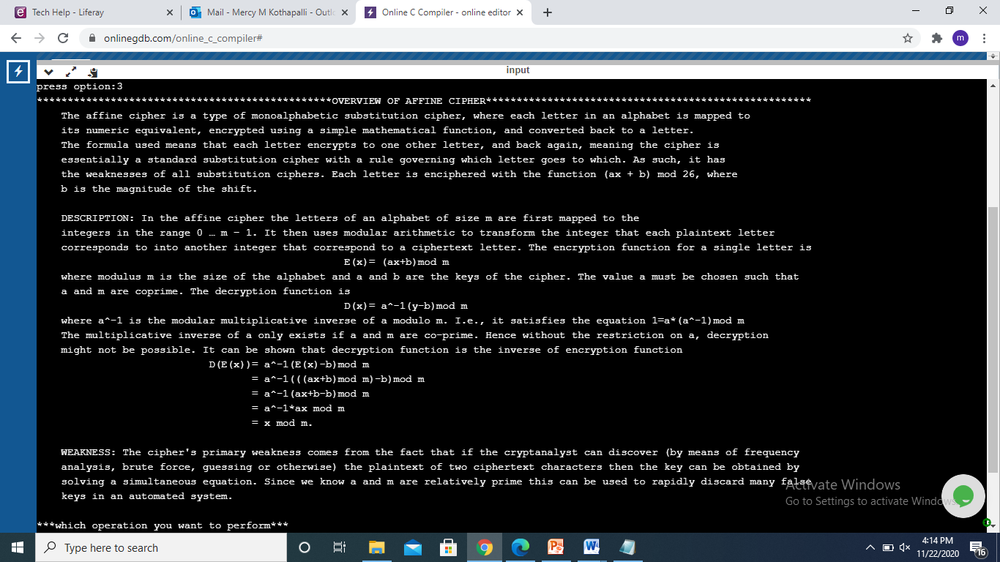 Tech Help - Liferay
Mail - Mercy M Kothapalli - Outl
Online C Compiler - online editor
onlinegdb.com/online_c_compiler#
m
input
press option:3
************************************************OVERVIEW OF AFFINE CIPHER*****************************************************
The affine cipher is a type of monoalphabetic substitution cipher, where each letter in an alphabet is mapped to
its numeric equivalent, encrypted using a simple mathematical function, and converted back to a letter.
The formula used means that each letter encrypts to one other letter, and back again, meaning the cipher is
essentially a standard substitution cipher with a rule governing which letter goes to which. As such, it has
the weaknesses of all substitution ciphers. Each letter is enciphered with the function (ax + b) mod 26, where
b is the magnitude of the shift.
DESCRIPTION: In the affine cipher the letters of an alphabet of size m are first mapped to the
integers in the range 0 … m − 1. It then uses modular arithmetic to transform the integer that each plaintext letter
corresponds to into another integer that correspond to a ciphertext letter. The encryption function for a single letter is
E(x)= (ax+b)mod m
where modulus m is the size of the alphabet and a and b are the keys of the cipher. The value a must be chosen such that
a and m are coprime. The decryption function is
D(x)= a^-1(y-b)mod m
where a^-1 is the modular multiplicative inverse of a modulo m. I.e., it satisfies the equation 1=a*(a^-1)mod m
The multiplicative inverse of a only exists if a and m are co-prime. Hence without the restriction on a, decryption
might not be possible. It can be shown that decryption function is the inverse of encryption function
D(E(x))= a^-1(E(x)-b)mod m
= a^-1(((ax+b)mod m)-b)mod m
= a^-1(ax+b-b)mod m
= a^-1*ax mod m
= x mod m.
WEAKNESS: The cipher's primary weakness comes from the fact that if the cryptanalyst can discover (by means of frequency
analysis, brute force, guessing or otherwise) the plaintext of two ciphertext characters then the key can be obtained by
solving a simultaneous equation. Since we know a and m are relatively prime this can be used to rapidly discard many false
keys in an automated system.
Activate Windows
Go to Settings to activate Windows.
***which operation you want to perform***
Type here to search
4:14 PM
11/22/2020
16